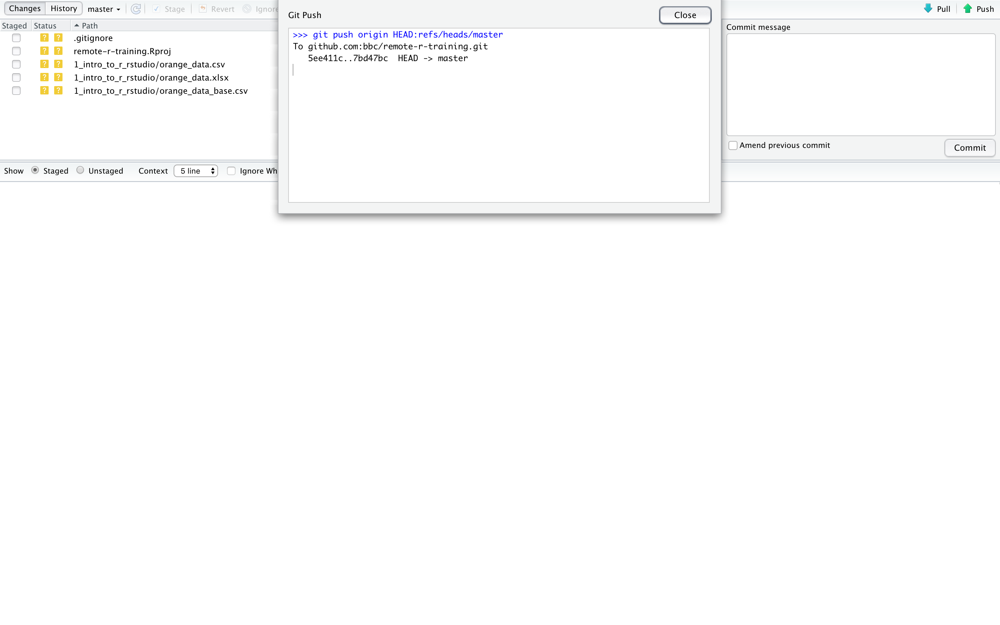 Changes History master Stage Revert Ignore
Staged Status Path
? ? .gitignore
? ? remote-r-training.Rproj
? ? 1_intro_to_r_rstudio/orange_data.csv
? ? 1_intro_to_r_rstudio/orange_data.xlsx
? ? 1_intro_to_r_rstudio/orange_data_base.csv
Show Staged Unstaged Context 5 line Ignore Wh
Git Push Close
>>> git push origin HEAD:refs/heads/master
To github.com:bbc/remote-r-training.git
5ee411c..7bd47bc HEAD -> master
Pull Push
Commit message
Amend previous commit Commit